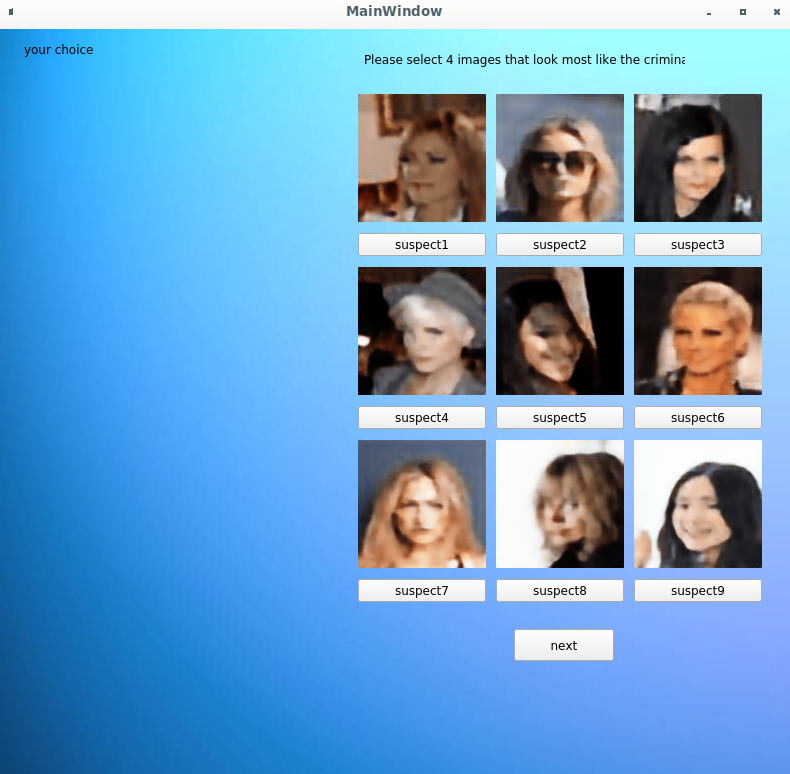 MainWindow
your choice
Please select 4 images that look most like the crimina
suspect1
suspect2
suspect3
suspect4
suspect5
suspect6
suspect7
suspect8
suspect9
next